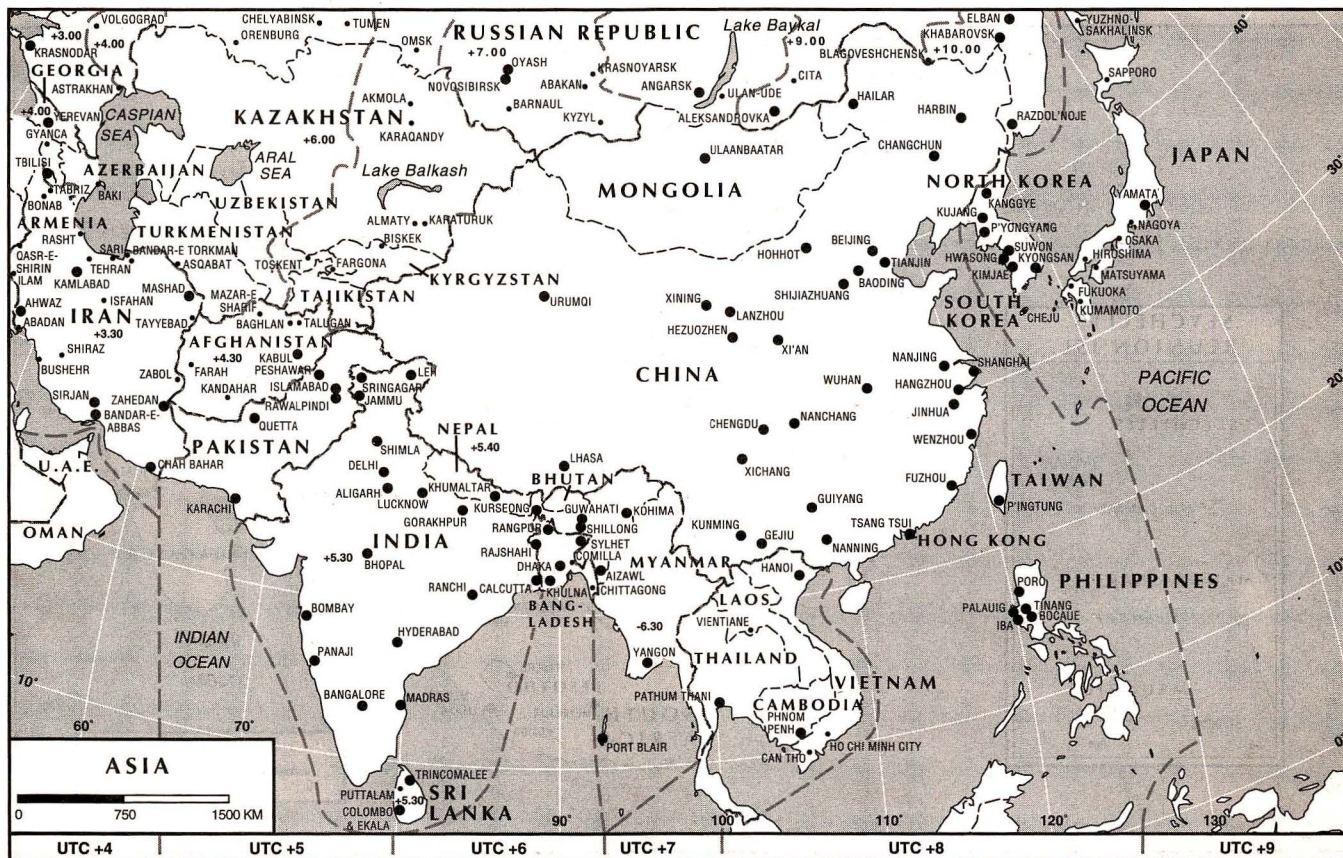 VOLGOGRAD
CHELYABINSK
TUMEN
ORENBURG
OMSK
RUSSIAN REPUBLIC
+7.00
Lake Baykal
+9.00
ELBAN
KHABAROVSK
+10.00
BLAGOVESHCHENSK
YUZHNO-
SAKHALINSK
40°
+3.00
+4.00
KRASNODAR
GEORGIA
ASTRAKHAN
OYASH
NOVOSIBIRSK
KRASNOYARSK
ABAKAN
ANGARSK
CITA
ULAN-UDE
SAPPORO
AKMOLA
BARNAUL
KYZYL
ALEKSANDROVKA
HAILAR
HARBIN
RAZDOL'NOJE
+4.00
YEREVAN
GYANCA
CASPIAN
SEA
KAZAKHSTAN
+6.00
KARAQANDY
ULAANBAATAR
CHANGCHUN
JAPAN
30°
TBILISI
AZERBAIJAN
ARAL
SEA
Lake Balkash
MONGOLIA
NORTH KOREA
TABRIZ
BONAB
BAKI
UZBEKISTAN
KANGGYE
YAMATA
ARMENIA
RASHT
TURKMENISTAN
ALMATY
KARATURUK
KUJANG
P'YONGYANG
NAGOYA
OSAKA
QASR-E-
SHIRIN
ILAM
SARI
BANDAR-E TORKMAN
TEHRAN
ASQABAT
BISKEK
TOSKENT
FARGONA
HOHHOT
BEIJING
TIANJIN
SUWON
HWASONG
KYONGSAN
KIMJAE
HIROSHIMA
MATSUYAMA
KAMLABAD
KYRGYZSTAN
BAODING
SHIJIAZHUANG
AHWAZ
ABADAN
ISFAHAN
MASHAD
MAZAR-E
SHARIF
TAJIKISTAN
URUMQI
XINING
LANZHOU
SOUTH
KOREA
CHEJU
FUKUOKA
KUMAMOTO
IRAN
+3.30
TAYYEBAD
BAGHLAN
TALUGAN
HEZUOZHEN
XI'AN
SHIRAZ
BUSHEHR
AFGHANISTAN
+4.30
KABUL
PESHAWAR
FARAH
ZABOL
KANDAHAR
ISLAMABAD
RAWALPINDI
SRINGAGAR
JAMMU
LEH
CHINA
WUHAN
NANJING
SHANGHAI
HANGZHOU
JINHUA
PACIFIC
OCEAN
20°
SIRJAN
ZAHEDAN
BANDAR-E-
ABBAS
QUETTA
PAKISTAN
NEPAL
+5.40
SHIMLA
NANCHANG
CHENGDU
WENZHOU
U.A.E.
CHAH BAHAR
DELHI
ALIGARH
LUCKNOW
KHUMALTAR
LHASA
BHUTAN
XICHANG
FUZHOU
TAIWAN
P'INGTUNG
KARACHI
GORAKHPUR
KURSEONG
RANGPUR
GUWAHATI
SHILLONG
KOHIMA
GUIYANG
KUNMING
TSANG TSUI
OMAN
INDIA
+5.30
BHOPAL
RAJSHAHI
SYLHET
COMILLA
MYANMAR
GEJIU
NANNING
HONG KONG
HANOI
10°
DHAKA
AIZAWL
RANCHI
CALCUTTA
KHULNA
CHITTAGONG
BANG-
LADESH
LAOS
VIENTIANE
PHILIPPINES
PORO
PALAUIG
TINANG
IBA
BOCAUE
BOMBAY
INDIAN
OCEAN
HYDERABAD
-6.30
YANGON
THAILAND
PANAJI
VIETNAM
10°
BANGALORE
MADRAS
PATHUM THANI
CAMBODIA
PHNOM
PENH
60°
70°
PORT BLAIR
HO CHI MINH CITY
CAN THO
0°
ASIA
0
750
1500 KM
TRINCOMALEE
PUTTALAM
+5.30
SRI
LANKA
COLOMBO
& EKALA
90°
100°
110°
120°
130°
UTC +4
UTC +5
UTC +6
UTC +7
UTC +8
UTC +9